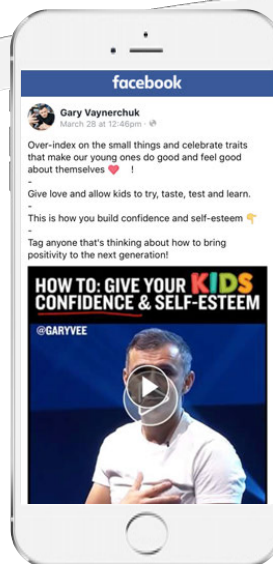 facebook
Gary Vaynerchuk
March 28 at 12:46pm ·
Over-index on the small things and celebrate traits
that make our young ones do good and feel good
about themselves ❤️ !
-
Give love and allow kids to try, taste, test and learn.
-
This is how you build confidence and self-esteem 👇
-
Tag anyone that's thinking about how to bring
positivity to the next generation!
HOW TO: GIVE YOUR KIDS
CONFIDENCE & SELF-ESTEEM
@GARYVEE